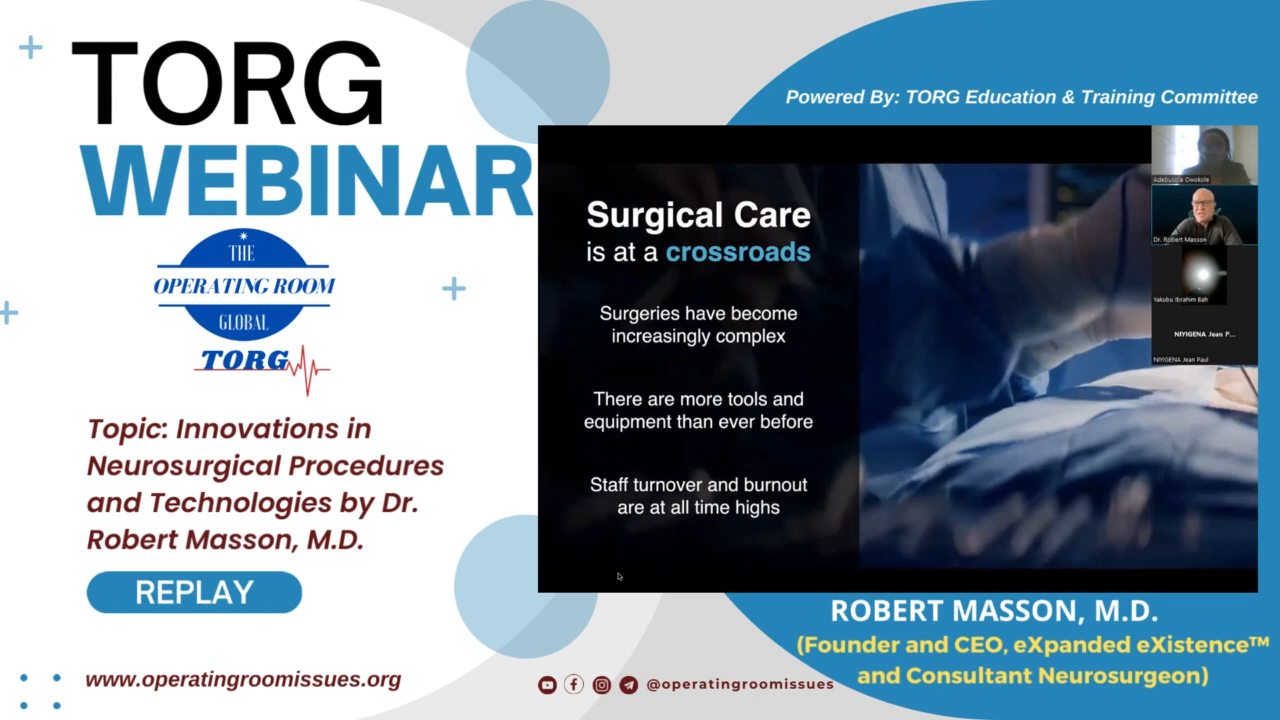 TORG
WEBINAR
THE
OPERATING ROOM
GLOBAL
TORG
Topic: Innovations in
Neurosurgical Procedures
and Technologies by Dr.
Robert Masson, M.D.
REPLAY
www.operatingroomissues.org
Powered By: TORG Education & Training Committee
Surgical Care
is at a crossroads
Surgeries have become
increasingly complex
There are more tools and
equipment than ever before
Staff turnover and burnout
are at all time highs
Adebusola Owokole
Dr. Robert Masson
Yakubu Ibrahim Bah
NIYIGENA Jean P...
NIYIGENA Jean Paul
ROBERT MASSON, M.D.
(Founder and CEO, eXpanded eXistence™
and Consultant Neurosurgeon)
@operatingroomissues